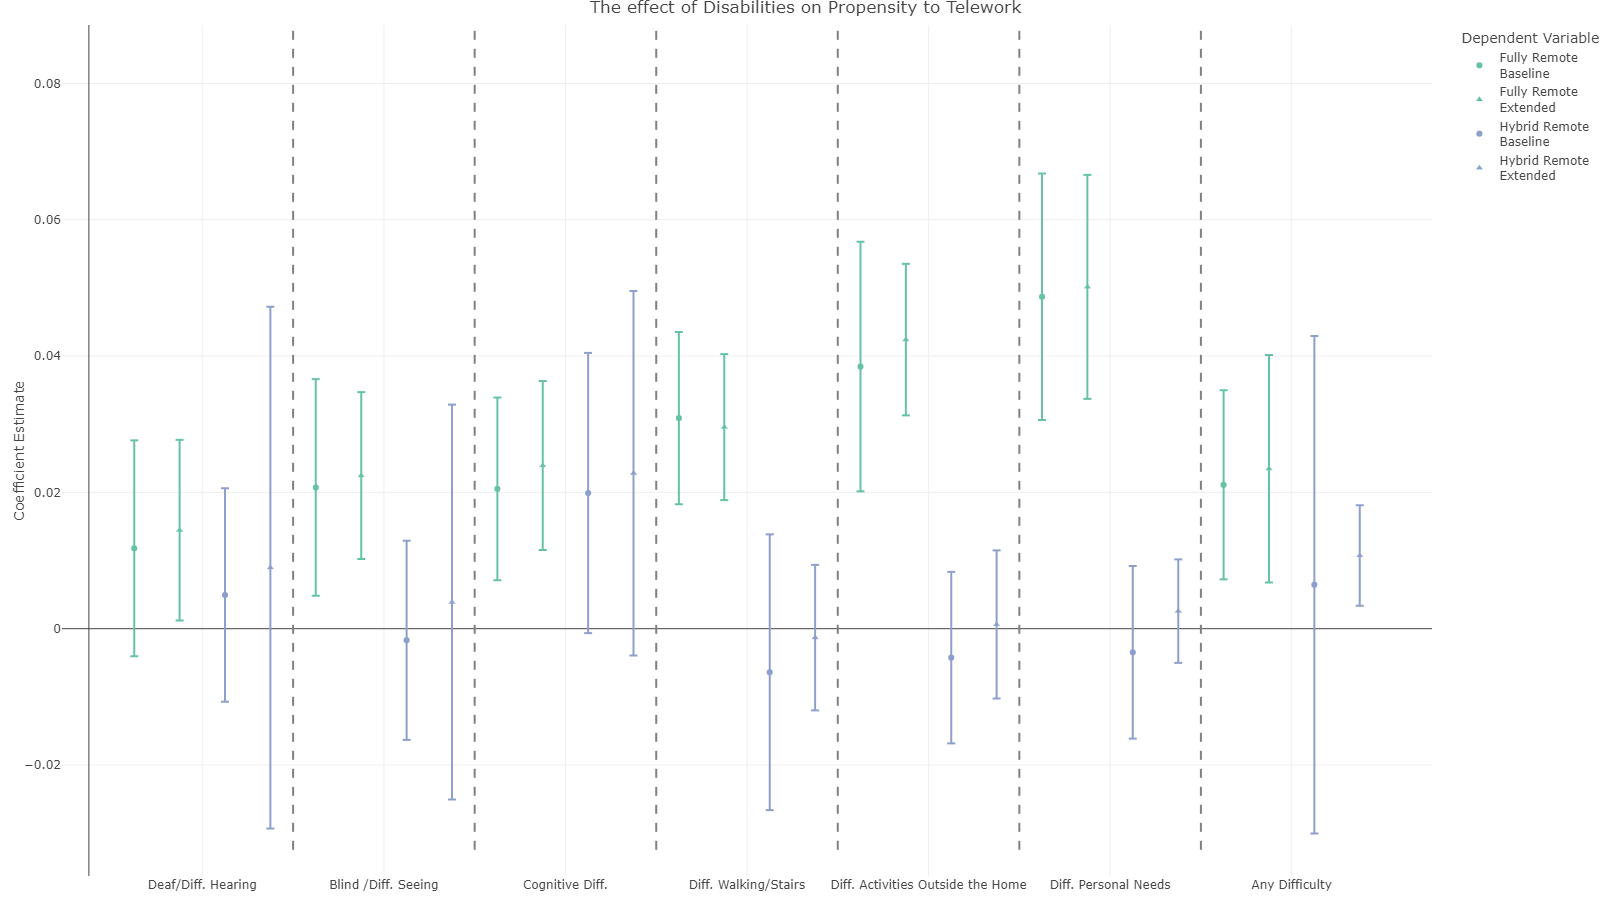 The effect of Disabilities on Propensity to Telework
Dependent Variable
Fully Remote
Baseline
Fully Remote
Extended
Hybrid Remote
Baseline
Hybrid Remote
Extended
Coefficient Estimate
0.08
0.06
0.04
0.02
0
−0.02
Deaf/Diff. Hearing
Blind /Diff. Seeing
Cognitive Diff.
Diff. Walking/Stairs
Diff. Activities Outside the Home
Diff. Personal Needs
Any Difficulty